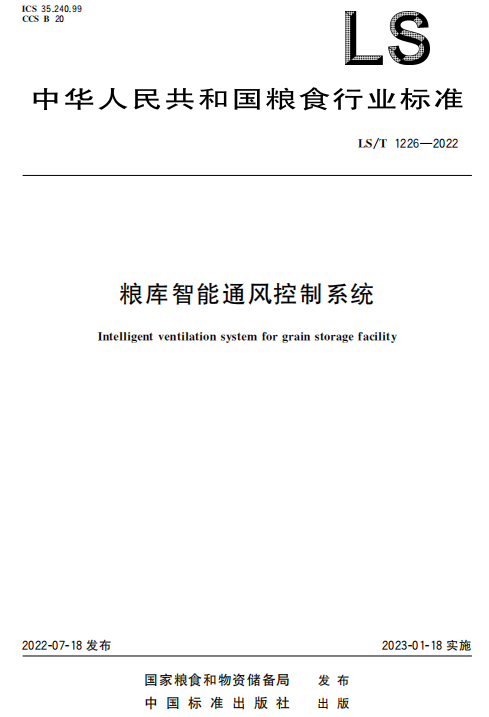 ICS 35.240.99
CCS B 20
LS
中华人民共和国粮食行业标准
LS/T 1226—2022
粮库智能通风控制系统
Intelligent ventilation system for grain storage facility
2022-07-18 发布
2023-01-18 实施
国家粮食和物资储备局 发布
中国标准出版社 出版